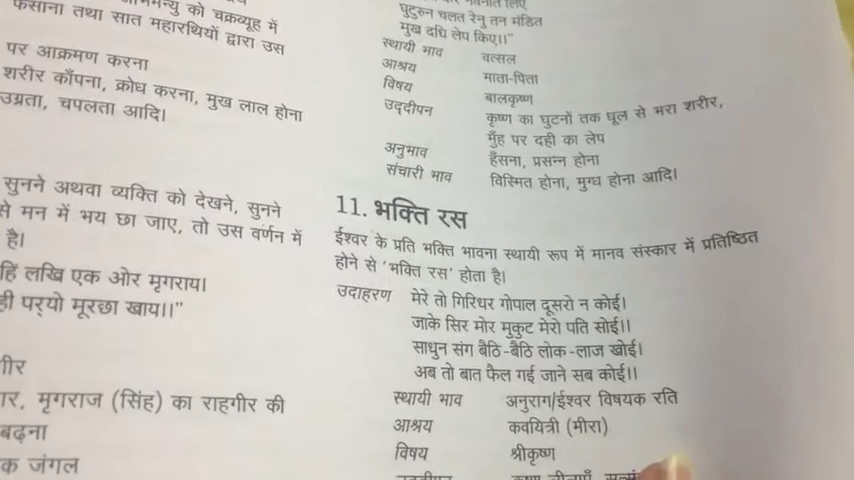 फँसाना तथा सात महारथियों द्वारा उस
पर आक्रमण करना
शरीर काँपना, क्रोध करना, मुख लाल होना
उग्रता, चपलता आदि।
सुनने अथवा व्यक्ति को देखने, सुनने
से मन में भय छा जाए, तो उस वर्णन में
है।
हिं लखि एक ओर मृगराय।
ही पर्‌यो मूरछा खाय।।”
गीर
मृगराज (सिंह) का राहगीर की
बढ़ना
क जंगल
घुटुरुन चलत रेनु तन मंडित
मुख दधि लेप किए।।”
स्थायी भाव वत्सल
आश्रय माता-पिता
विषय बालकृष्ण
उद्‌दीपन कृष्ण का घुटनों तक धूल से भरा शरीर,
मुँह पर दही का लेप
अनुभाव हँसना, प्रसन्न होना
संचारी भाव विस्मित होना, मुग्ध होना आदि।
11. भक्ति रस
ईश्वर के प्रति भक्ति भावना स्थायी रूप में मानव संस्कार में प्रतिष्ठित
होने से ‘भक्ति रस’ होता है।
उदाहरण मेरे तो गिरिधर गोपाल दूसरो न कोई।
जाके सिर मोर मुकुट मेरो पति सोई।।
साधुन संग बैठि-बैठि लोक-लाज खोई।
अब तो बात फैल गई जाने सब कोई।।
स्थायी भाव अनुराग/ईश्वर विषयक रति
आश्रय कवयित्री (मीरा)
विषय श्रीकृष्ण